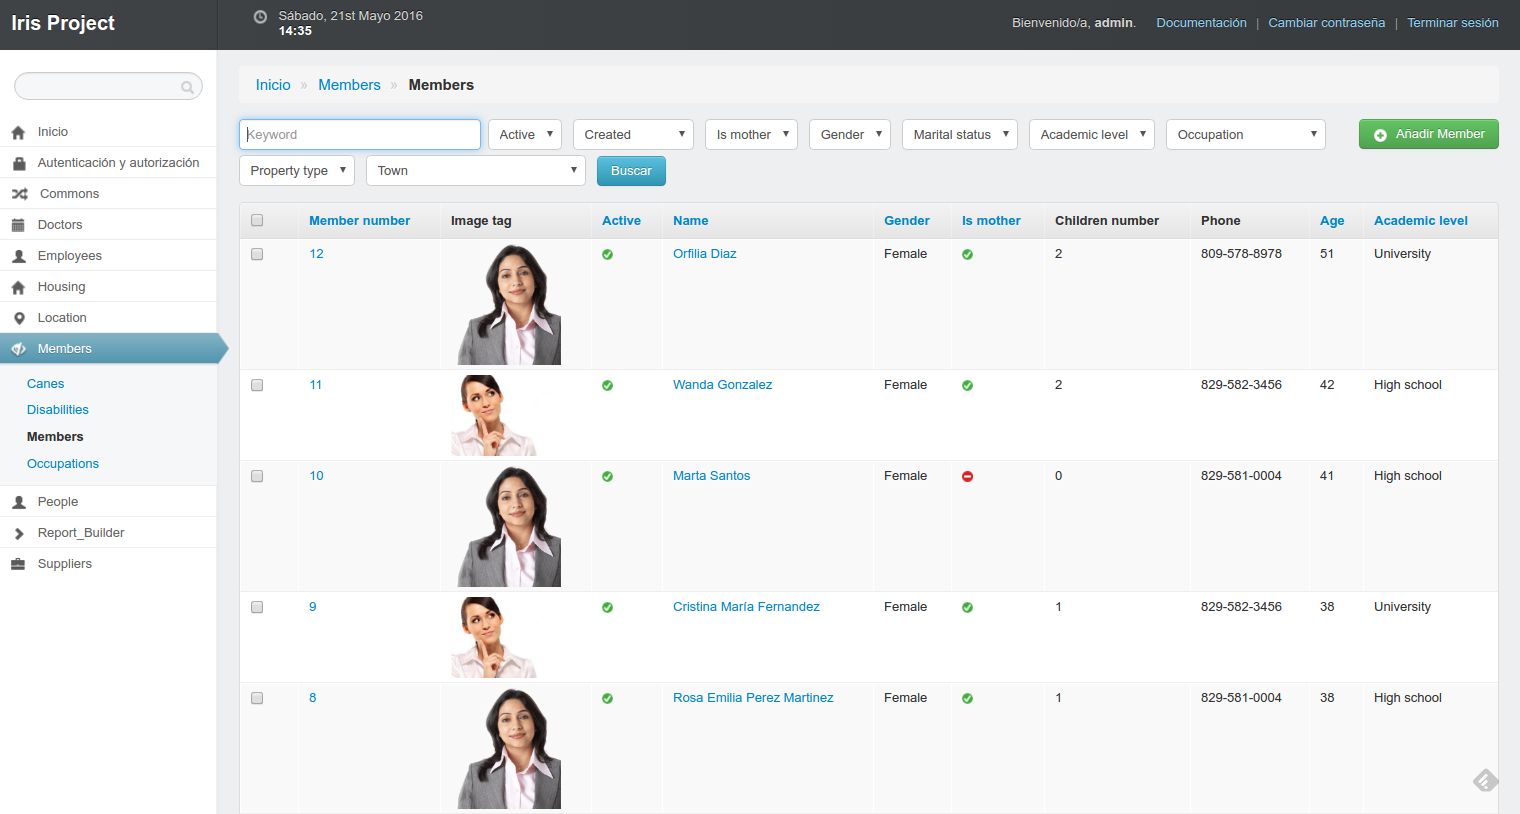 Iris Project
Sábado, 21st Mayo 2016
14:35
Bienvenido/a, admin. Documentación | Cambiar contraseña | Terminar sesión
Inicio
Autenticación y autorización
Commons
Doctors
Employees
Housing
Location
Members
Canes
Disabilities
Members
Occupations
People
Report_Builder
Suppliers
Inicio » Members » Members
Keyword Active Created Is mother Gender Marital status Academic level Occupation Añadir Member
Property type Town Buscar
Member number Image tag Active Name Gender Is mother Children number Phone Age Academic level
12 Orfilia Diaz Female 2 809-578-8978 51 University
11 Wanda Gonzalez Female 2 829-582-3456 42 High school
10 Marta Santos Female 0 829-581-0004 41 High school
9 Cristina María Fernandez Female 1 829-582-3456 38 University
8 Rosa Emilia Perez Martinez Female 1 829-581-0004 38 High school